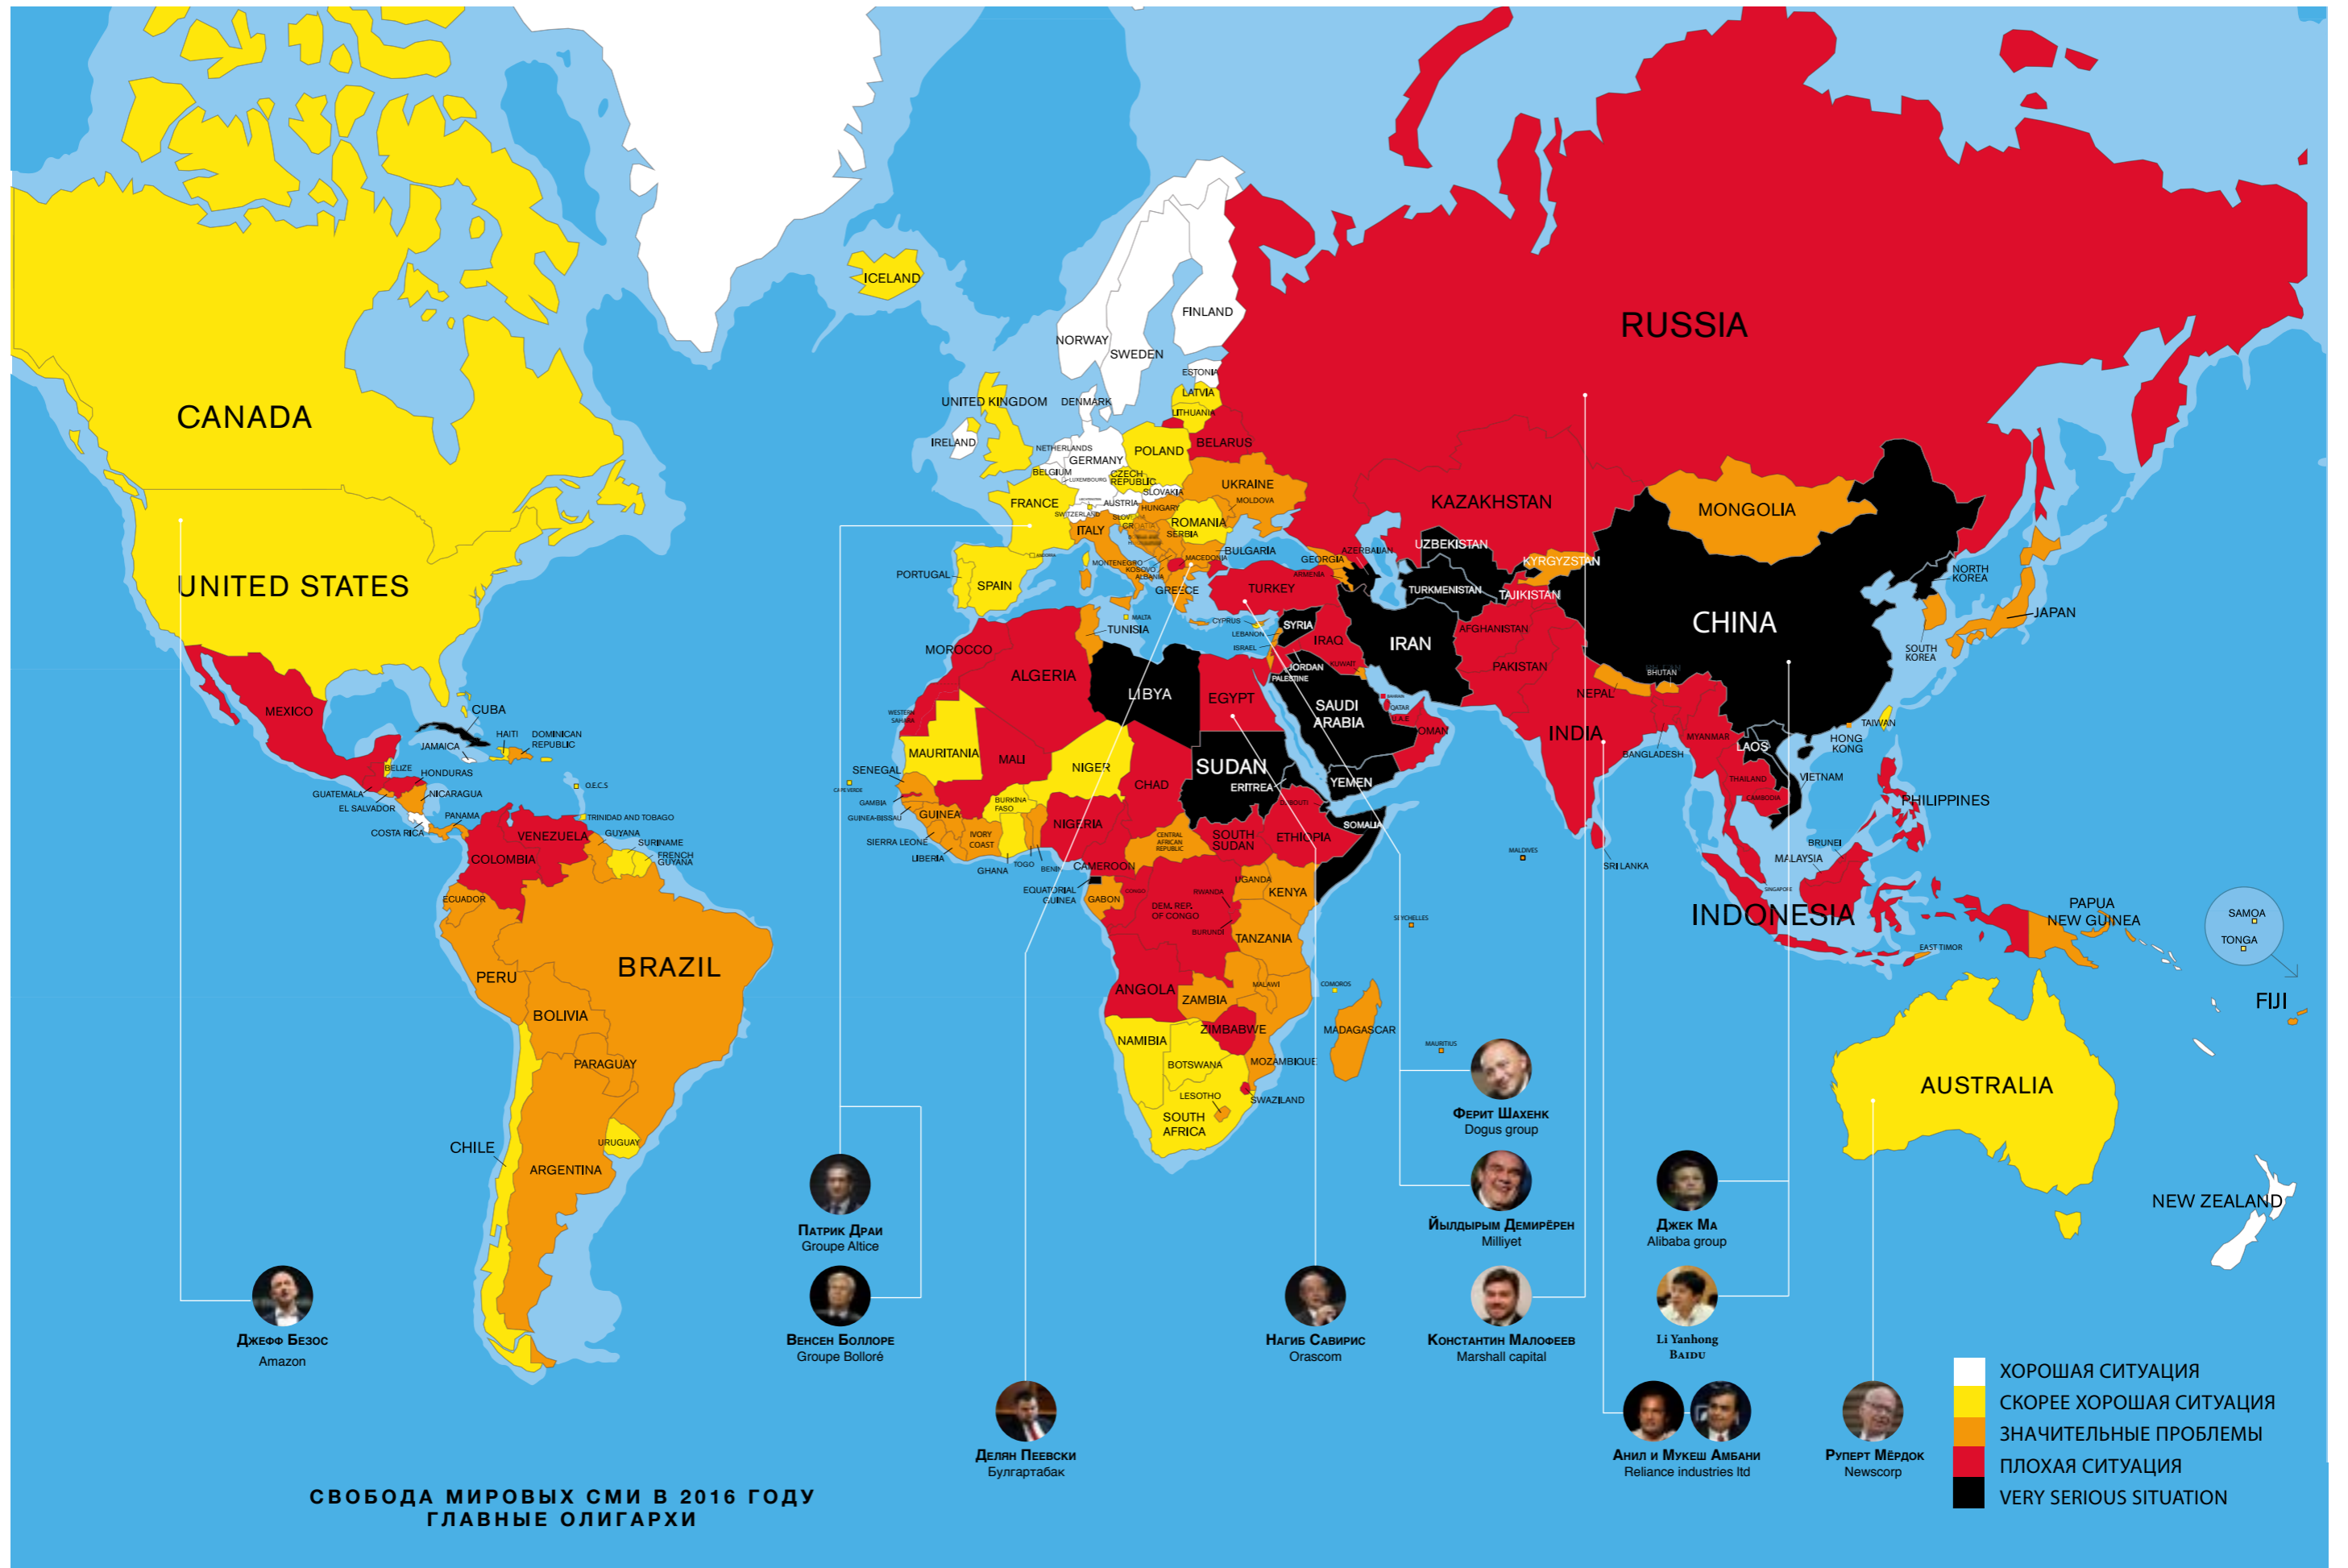 ICELAND
FINLAND
NORWAY
SWEDEN
RUSSIA
ESTONIA
LATVIA
LITHUANIA
UNITED KINGDOM
DENMARK
CANADA
IRELAND
BELARUS
NETHERLANDS
POLAND
GERMANY
BELGIUM
LUXEMBOURG
CZECH
REPUBLIC
UKRAINE
SLOVAKIA
MOLDOVA
FRANCE
AUSTRIA
HUNGARY
SWITZERLAND
ROMANIA
ITALY
SERBIA
KAZAKHSTAN
MONGOLIA
BULGARIA
AZERBAIJAN
UZBEKISTAN
GEORGIA
KYRGYZSTAN
MACEDONIA
MONTENEGRO
KOSOVO
ALBANIA
ARMENIA
NORTH
KOREA
PORTUGAL
SPAIN
UNITED STATES
GREECE
TURKEY
TURKMENISTAN
TAJIKISTAN
MALTA
TUNISIA
CYPRUS
LEBANON
ISRAEL
SYRIA
IRAQ
IRAN
AFGHANISTAN
CHINA
JAPAN
SOUTH
KOREA
MOROCCO
ALGERIA
LIBYA
EGYPT
JORDAN
PALESTINE
KUWAIT
PAKISTAN
BHUTAN
NEPAL
BAHRAIN
QATAR
U.A.E
SAUDI
ARABIA
OMAN
INDIA
BANGLADESH
MYANMAR
LAOS
TAIWAN
HONG
KONG
MEXICO
CUBA
HAITI
DOMINICAN
REPUBLIC
JAMAICA
BELIZE
HONDURAS
GUATEMALA
NICARAGUA
EL SALVADOR
O.E.C.S
COSTA RICA
PANAMA
TRINIDAD AND TOBAGO
WESTERN
SAHARA
MAURITANIA
MALI
NIGER
CHAD
SUDAN
ERITREA
YEMEN
SENEGAL
CAPE VERDE
GAMBIA
GUINEA-BISSAU
GUINEA
BURKINA
FASO
SIERRA LEONE
IVORY
COAST
LIBERIA
GHANA
TOGO
BENIN
NIGERIA
DJIBOUTI
SOMALIA
ETHIOPIA
SOUTH
SUDAN
CENTRAL
AFRICAN
REPUBLIC
CAMEROON
EQUATORIAL
GUINEA
THAILAND
CAMBODIA
VIETNAM
PHILIPPINES
VENEZUELA
GUYANA
SURINAME
FRENCH
GUYANA
COLOMBIA
MALDIVES
SRI LANKA
BRUNEI
MALAYSIA
SINGAPORE
ECUADOR
GABON
CONGO
DEM. REP.
OF CONGO
RWANDA
UGANDA
KENYA
BURUNDI
TANZANIA
SEYCHELLES
INDONESIA
PAPUA
NEW GUINEA
EAST TIMOR
SAMOA
TONGA
FIJI
PERU
BRAZIL
BOLIVIA
PARAGUAY
CHILE
URUGUAY
ARGENTINA
ANGOLA
ZAMBIA
MALAWI
COMOROS
ZIMBABWE
MADAGASCAR
MAURITIUS
NAMIBIA
BOTSWANA
MOZAMBIQUE
LESOTHO
SWAZILAND
SOUTH
AFRICA
AUSTRALIA
NEW ZEALAND
ФЕРИТ ШАХЕНК
Dogus group
ПАТРИК ДРАИ
Groupe Altice
ЙЫЛДЫРЫМ ДЕМИРЁРЕН
Milliyet
ДЖЕК МА
Alibaba group
ДЖЕФФ БЕЗОС
Amazon
ВЕНСЕН БОЛЛОРЕ
Groupe Bolloré
НАГИБ САВИРИС
Orascom
КОНСТАНТИН МАЛОФЕЕВ
Marshall capital
Li Yanhong
BAIDU
ДЕЛЯН ПЕЕВСКИ
Булгартабак
АНИЛ И МУКЕШ АМБАНИ
Reliance industries ltd
РУПЕРТ МЁРДОК
Newscorp
ХОРОШАЯ СИТУАЦИЯ
СКОРЕЕ ХОРОШАЯ СИТУАЦИЯ
ЗНАЧИТЕЛЬНЫЕ ПРОБЛЕМЫ
ПЛОХАЯ СИТУАЦИЯ
VERY SERIOUS SITUATION
СВОБОДА МИРОВЫХ СМИ В 2016 ГОДУ
ГЛАВНЫЕ ОЛИГАРХИ